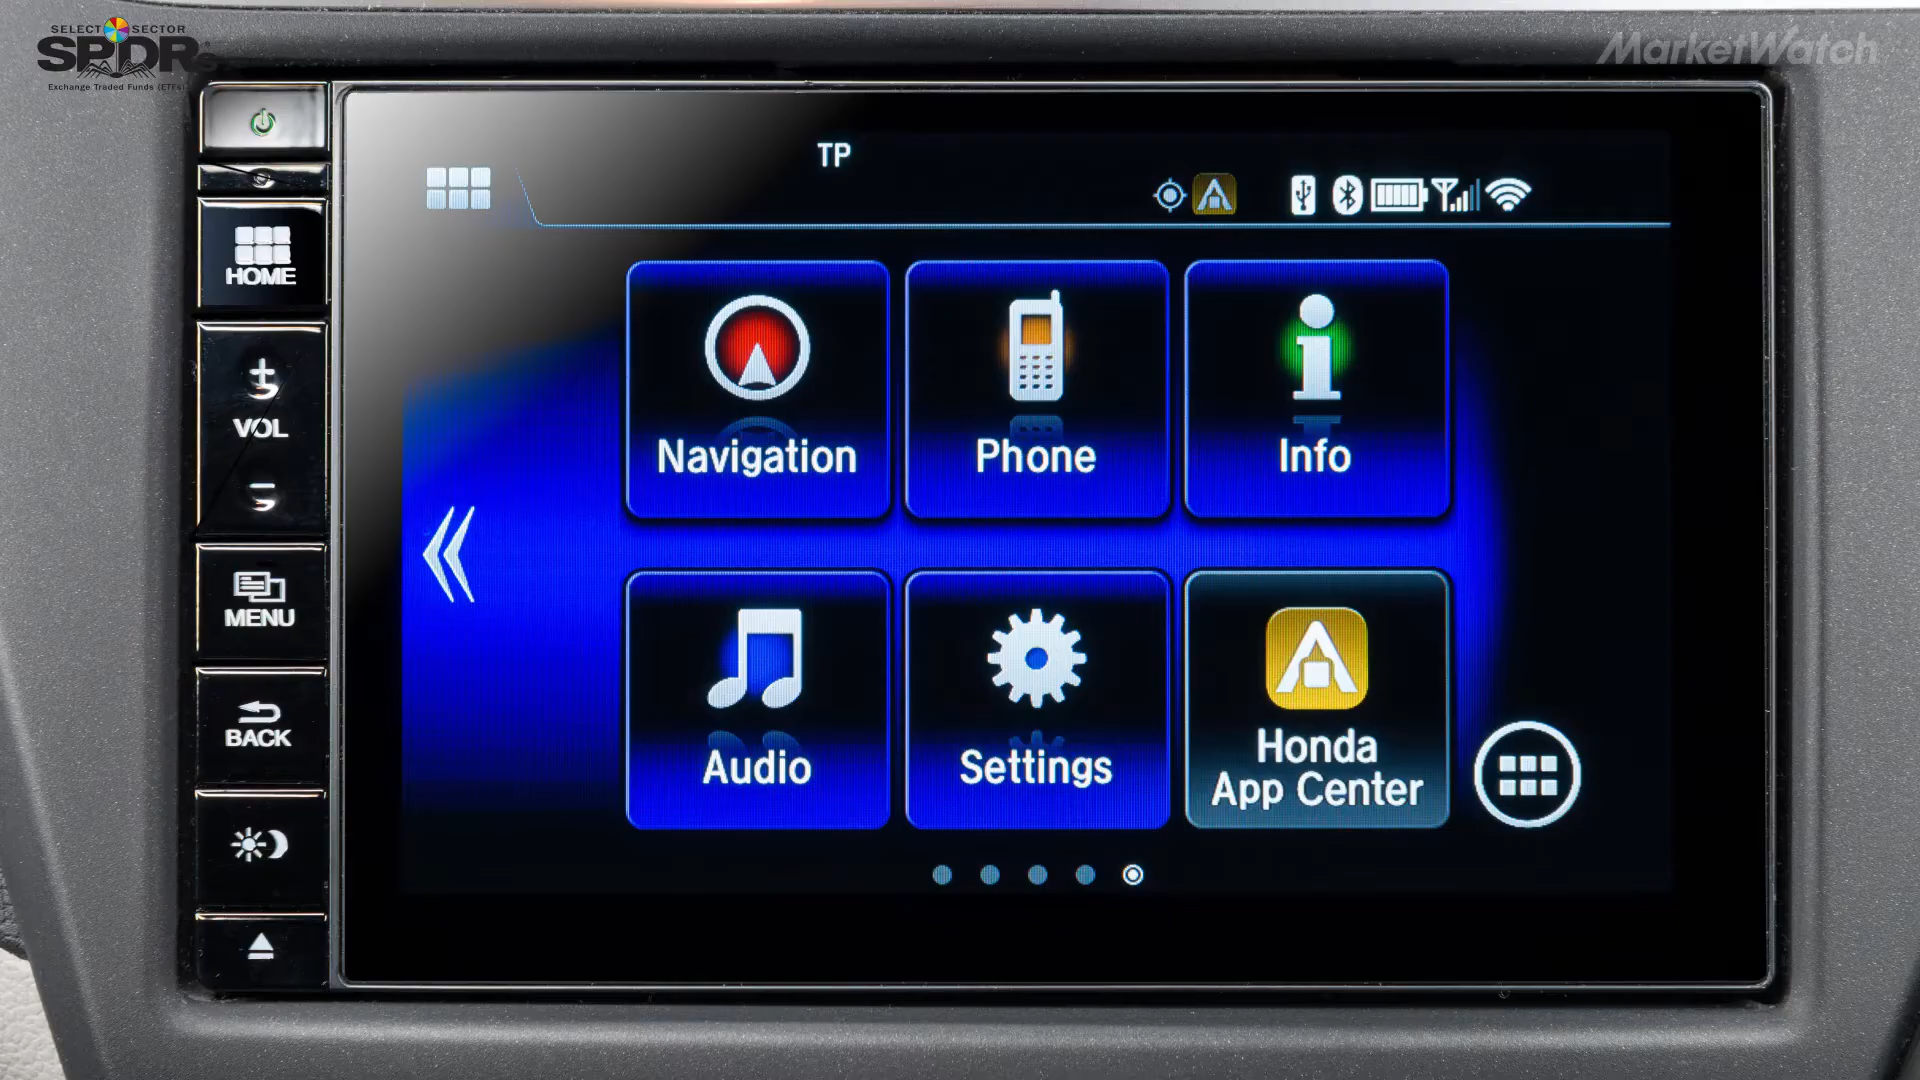 SELECT SECTOR
SPDRs
Exchange Traded Funds (ETFs)
MarketWatch
TP
HOME
VOL
MENU
BACK
Navigation
Phone
Info
Audio
Settings
Honda
App Center